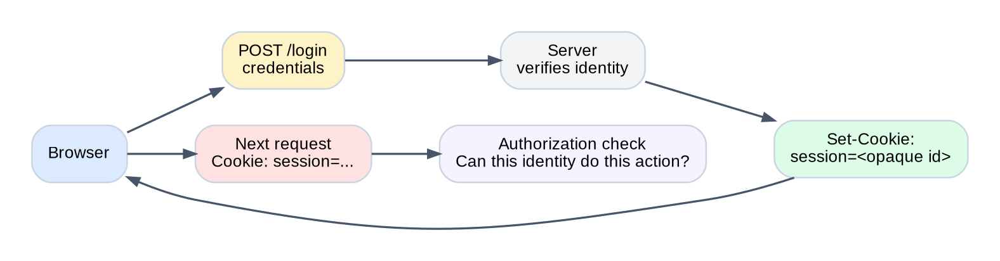 POST /login
credentials
Server
verifies identity
Browser
Next request
Cookie: session=...
Authorization check
Can this identity do this action?
Set-Cookie:
session=<opaque id>